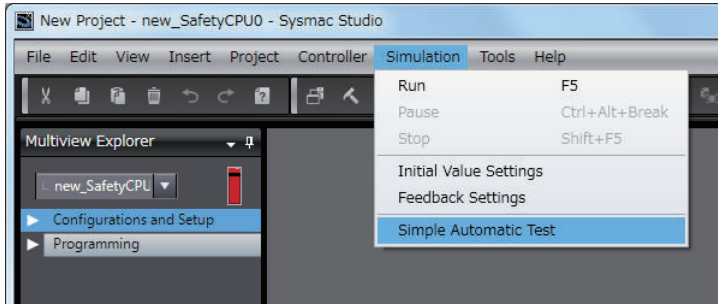 New Project - new_SafetyCPU0 - Sysmac Studio
File Edit View Insert Project Controller Simulation Tools Help
Run F5
Pause Ctrl+Alt+Break
Stop Shift+F5
Initial Value Settings
Feedback Settings
Simple Automatic Test
Multiview Explorer
new_SafetyCPU
Configurations and Setup
Programming